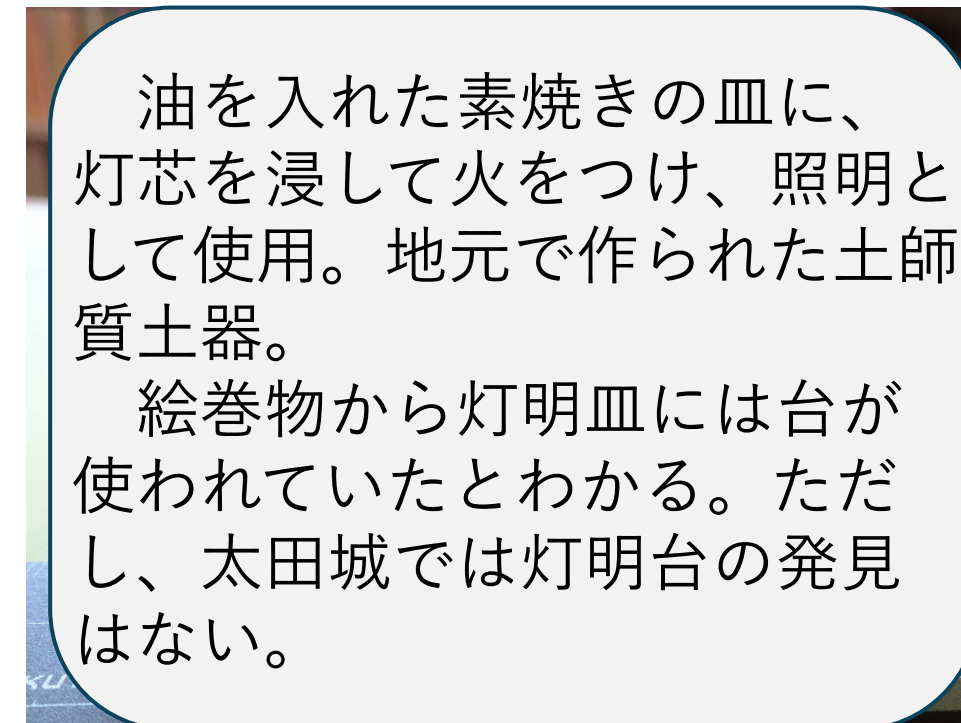 油を入れた素焼きの皿に、
灯芯を浸して火をつけ、照明と
して使用。地元で作られた土師
質土器。
　絵巻物から灯明皿には台が
使われていたとわかる。ただ
し、太田城では灯明台の発見
はない。